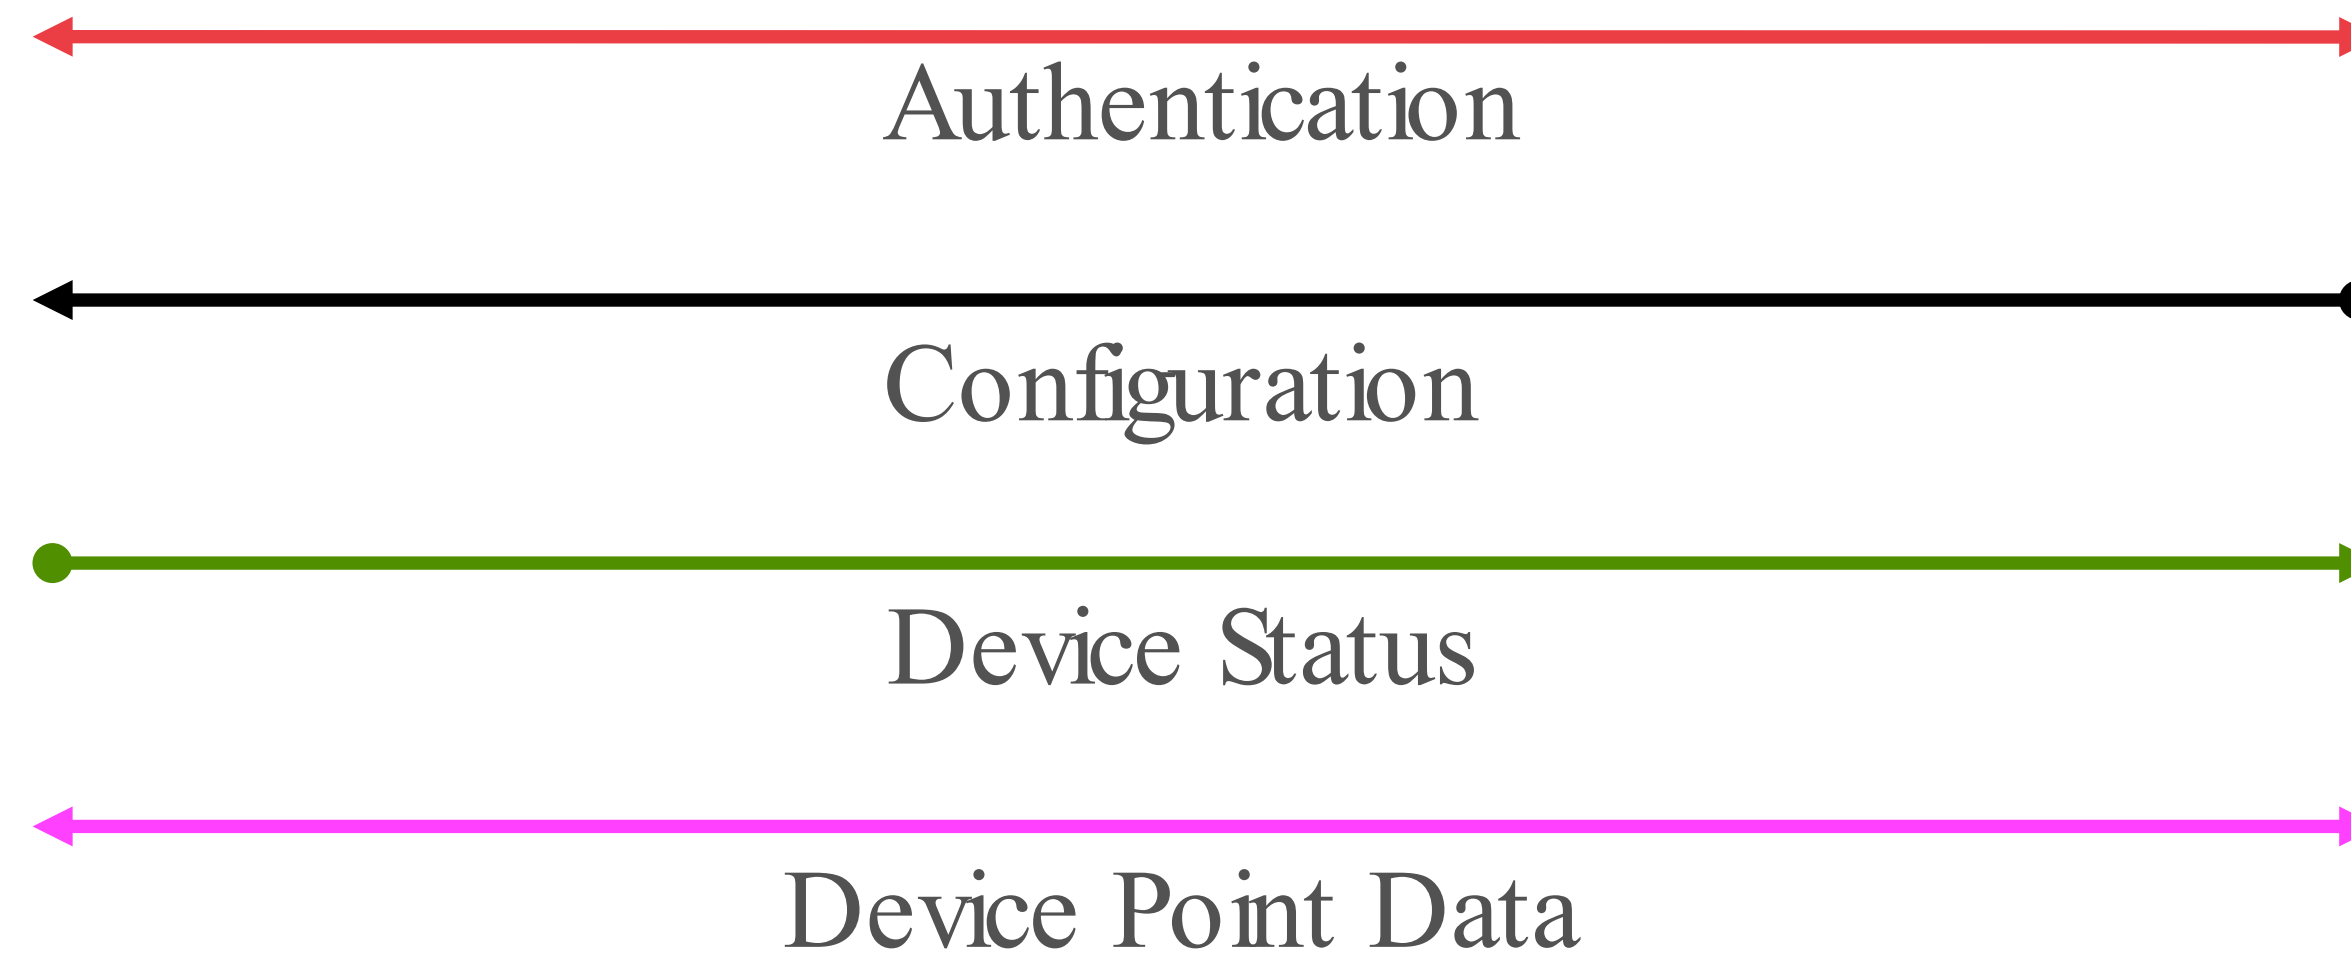 Authentication
Configuration
Device Status
Device Point Data